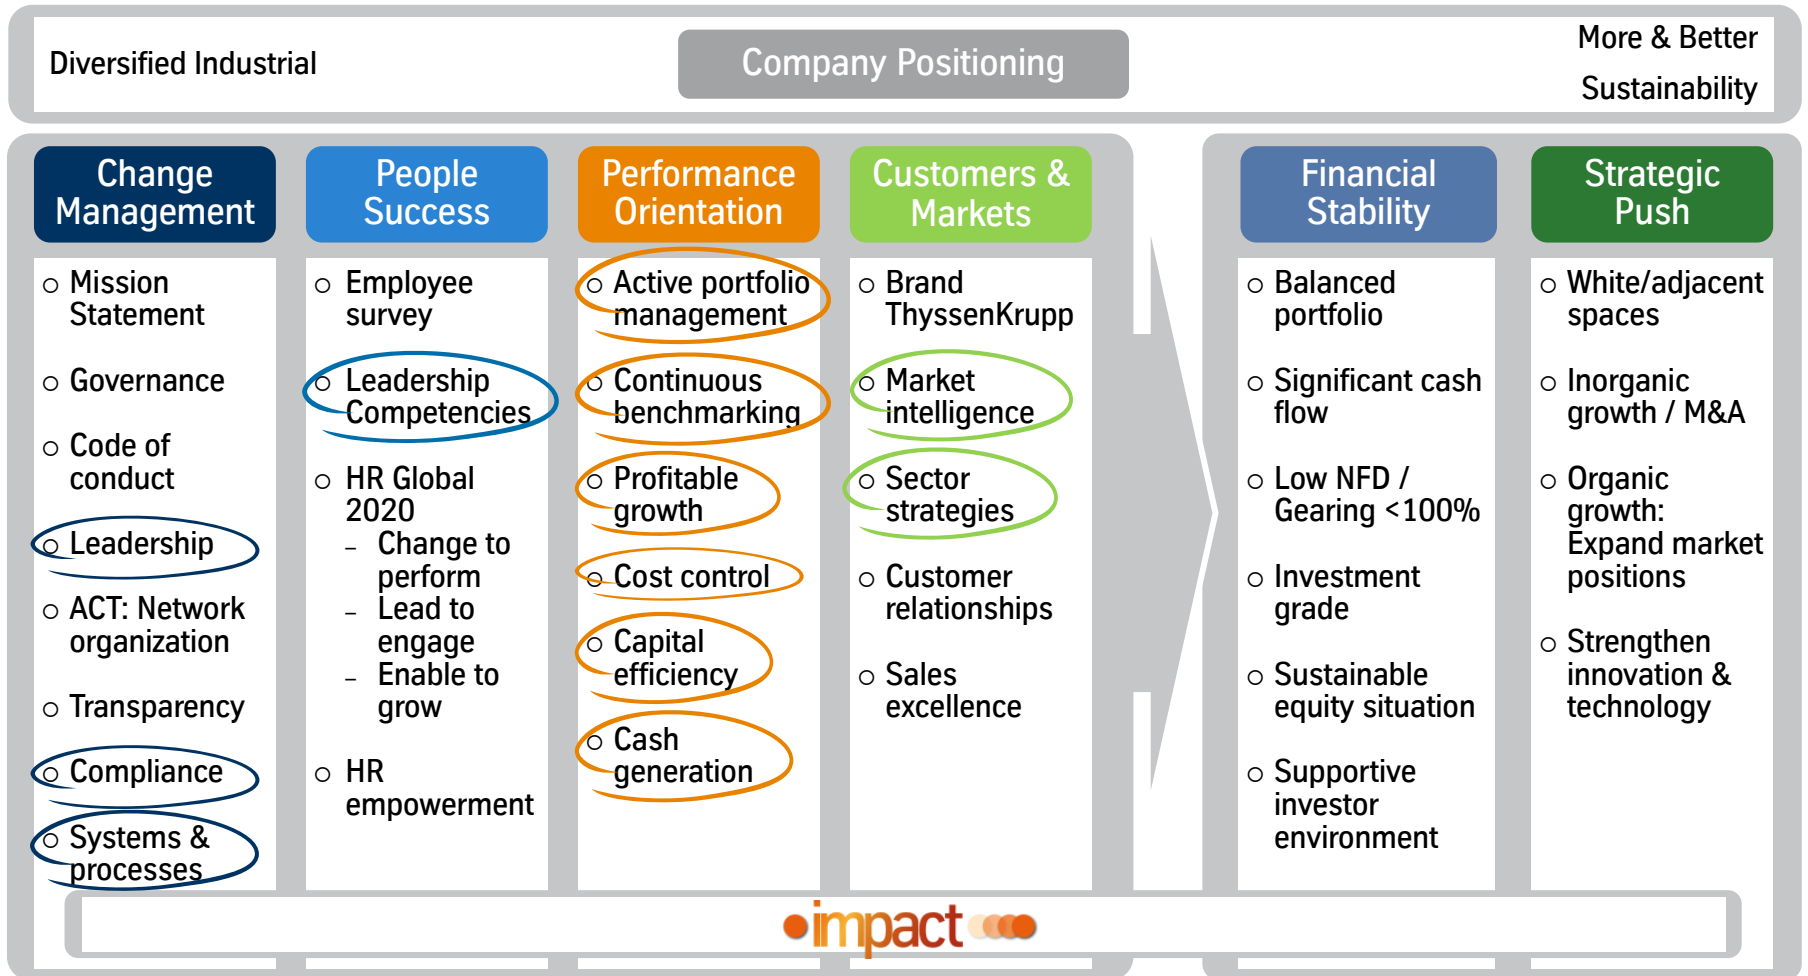 Diversified Industrial
Company Positioning
More & Better
Sustainability
Change
Management
○ Mission
Statement
○ Governance
○ Code of
conduct
○ Leadership
○ ACT: Network
organization
○ Transparency
○ Compliance
○ Systems &
processes
People
Success
○ Employee
survey
○ Leadership
Competencies
○ HR Global
2020
– Change to
perform
– Lead to
engage
– Enable to
grow
○ HR
empowerment
Performance
Orientation
○ Active portfolio
management
○ Continuous
benchmarking
○ Profitable
growth
○ Cost control
○ Capital
efficiency
○ Cash
generation
Customers &
Markets
○ Brand
ThyssenKrupp
○ Market
intelligence
○ Sector
strategies
○ Customer
relationships
○ Sales
excellence
Financial
Stability
○ Balanced
portfolio
○ Significant cash
flow
○ Low NFD /
Gearing <100%
○ Investment
grade
○ Sustainable
equity situation
○ Supportive
investor
environment
Strategic
Push
○ White/adjacent
spaces
○ Inorganic
growth / M&A
○ Organic
growth:
Expand market
positions
○ Strengthen
innovation &
technology
impact